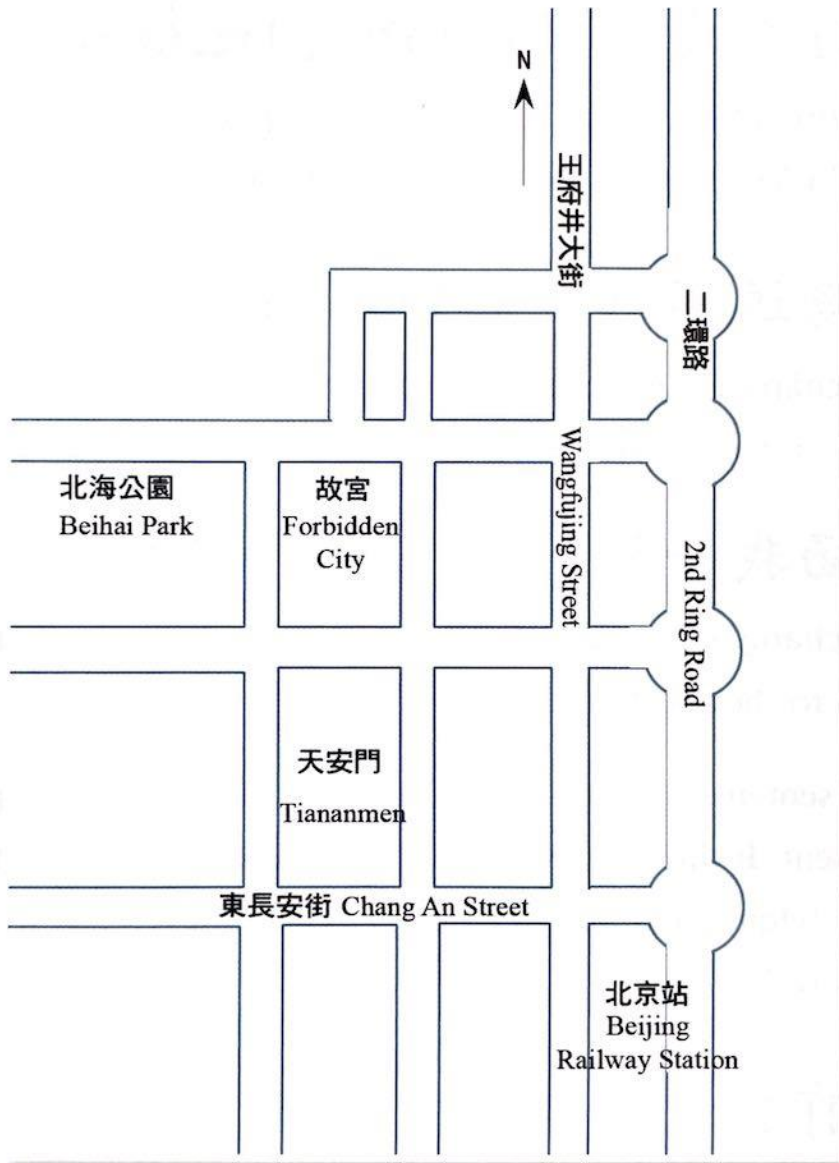 N
王府井大街
二環路
北海公園
Beihai Park
故宮
Forbidden
City
Wangfujing Street
2nd Ring Road
天安門
Tiananmen
東長安街 Chang An Street
北京站
Beijing
Railway Station